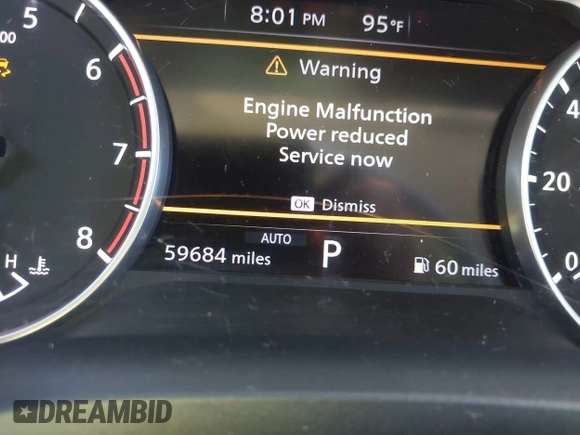 8:01 PM 95°F
5
00
6
7
8
H
Warning
Engine Malfunction
Power reduced
Service now
OK Dismiss
AUTO
59684 miles P 60 miles
4
20
0
DREAMBID